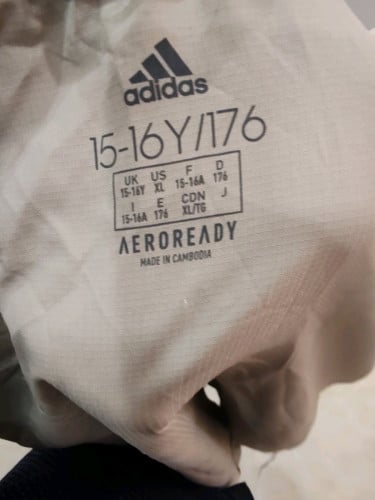 adidas
15-16Y/176
UK US F D
15-16Y XL 15-16A 176
I E CDN J
15-16A 176 XL/TG
AEROREADY
MADE IN CAMBODIA